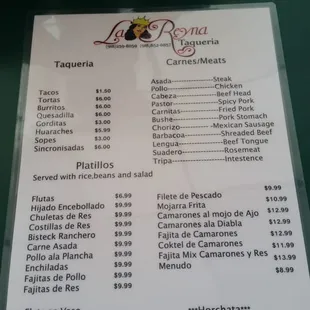 La Reyna
Taqueria
Taqueria
Carnes/Meats
Asada---Steak
Pollo---Chicken
Cabeza---Beef Head
Pastor---Spicy Pork
Carnitas---Fried Pork
Busha---Pork Stomach
Chorizo---Mexican Sausage
Barbacoa---Shredded Beef
Lengua---Beef Tongue
Suadero---Rosemeat
Tripa---Intestence
Tacos $1.50
Tortas $6.00
Burritos $6.00
Quesadilla $6.00
Gorditas $3.00
Huaraches $5.99
Sopes $3.00
Sincronisadas $6.00
Platillos
Served with rice,beans and salad
Flutas $6.99
Hijado Encebollado $9.99
Chuletas de Res $9.99
Costillas de Res $9.99
Bisteck Ranchero $9.99
Carne Asada $9.99
Pollo ala Plancha $9.99
Enchiladas $9.99
Fajitas de Pollo $9.99
Fajitas de Res $9.99
Filete de Pescado $9.99
Mojarra Frita $10.99
Camarones al mojo de Ajo $12.99
Camarones ala Diabla $12.99
Fajita de Camarones $12.99
Coktel de Camarones $11.99
Fajita Mix Camarones y Res $13.99
Menudo $8.99
***Horchata***